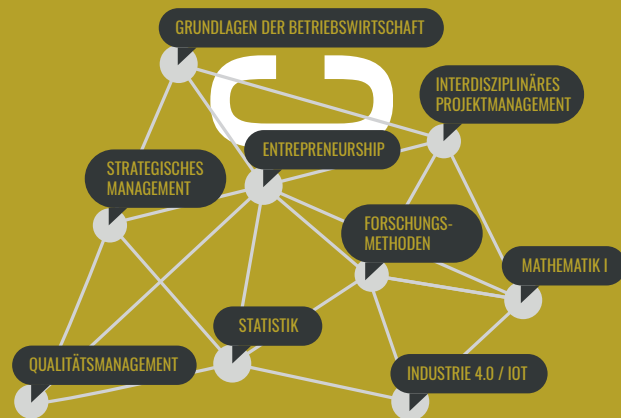 GRUNDLAGEN DER BETRIEBSWIRTSCHAFT
INTERDISZIPLINÄRES
PROJEKTMANAGEMENT
ENTREPRENEURSHIP
STRATEGISCHES
MANAGEMENT
FORSCHUNGS-
METHODEN
MATHEMATIK I
STATISTIK
QUALITÄTSMANAGEMENT
INDUSTRIE 4.0 / IOT